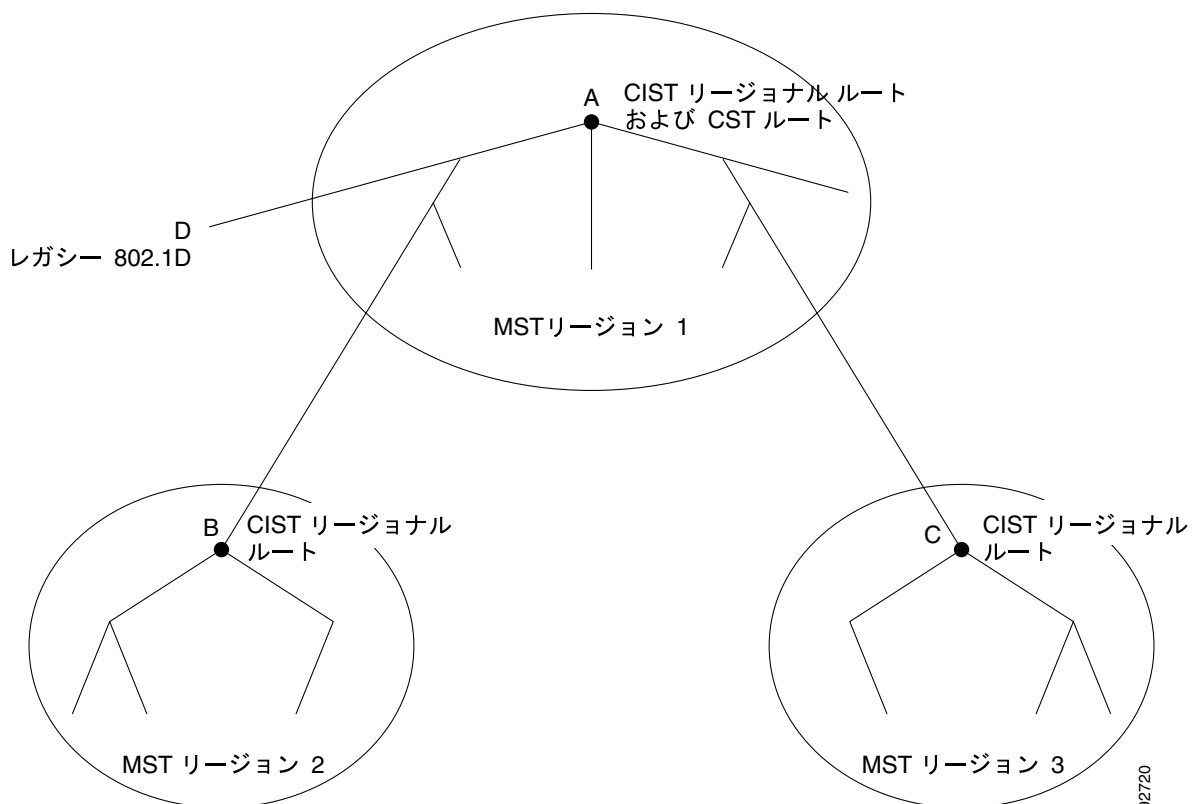 A
CIST リージョナル ルート
および CST ルート
D
レガシー 802.1D
MSTリージョン 1
B
CIST リージョナル
ルート
C
CIST リージョナル
ルート
MST リージョン 2
MST リージョン 3